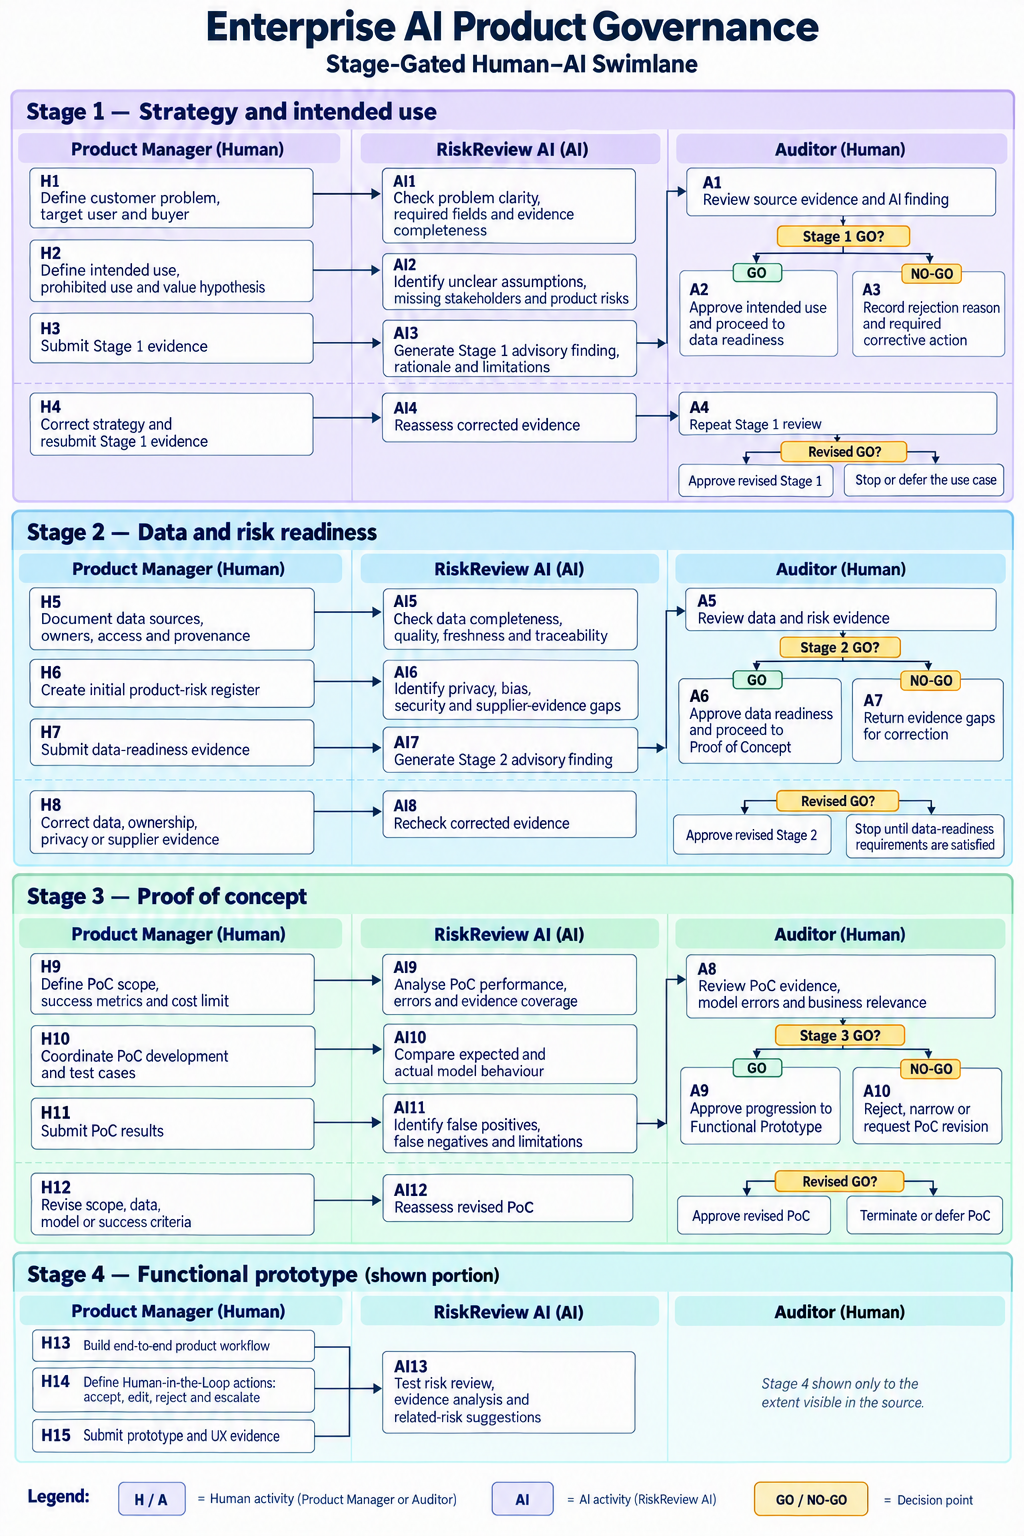 Enterprise AI Product Governance
Stage-Gated Human–AI Swimlane
Stage 1 — Strategy and intended use
Product Manager (Human)
RiskReview AI (AI)
Auditor (Human)
H1
Define customer problem,
target user and buyer
AI1
Check problem clarity,
required fields and evidence
completeness
A1
Review source evidence and AI finding
Stage 1 GO?
H2
Define intended use,
prohibited use and value hypothesis
AI2
Identify unclear assumptions,
missing stakeholders and product risks
GO
A2
Approve intended use
and proceed to
data readiness
NO-GO
A3
Record rejection reason
and required
corrective action
H3
Submit Stage 1 evidence
AI3
Generate Stage 1 advisory finding,
rationale and limitations
H4
Correct strategy and
resubmit Stage 1 evidence
AI4
Reassess corrected evidence
A4
Repeat Stage 1 review
Revised GO?
Approve revised Stage 1
Stop or defer the use case
Stage 2 — Data and risk readiness
Product Manager (Human)
RiskReview AI (AI)
Auditor (Human)
H5
Document data sources,
owners, access and provenance
AI5
Check data completeness,
quality, freshness and traceability
A5
Review data and risk evidence
Stage 2 GO?
H6
Create initial product-risk register
AI6
Identify privacy, bias,
security and supplier-evidence gaps
GO
A6
Approve data readiness
and proceed to
Proof of Concept
NO-GO
A7
Return evidence gaps
for correction
H7
Submit data-readiness evidence
AI7
Generate Stage 2 advisory finding
H8
Correct data, ownership,
privacy or supplier evidence
AI8
Recheck corrected evidence
Revised GO?
Approve revised Stage 2
Stop until data-readiness
requirements are satisfied
Stage 3 — Proof of concept
Product Manager (Human)
RiskReview AI (AI)
Auditor (Human)
H9
Define PoC scope,
success metrics and cost limit
AI9
Analyse PoC performance,
errors and evidence coverage
A8
Review PoC evidence,
model errors and business relevance
Stage 3 GO?
H10
Coordinate PoC development
and test cases
AI10
Compare expected and
actual model behaviour
GO
A9
Approve progression to
Functional Prototype
NO-GO
A10
Reject, narrow or
request PoC revision
H11
Submit PoC results
AI11
Identify false positives,
false negatives and limitations
H12
Revise scope, data,
model or success criteria
AI12
Reassess revised PoC
Revised GO?
Approve revised PoC
Terminate or defer PoC
Stage 4 — Functional prototype (shown portion)
Product Manager (Human)
RiskReview AI (AI)
Auditor (Human)
H13 Build end-to-end product workflow
H14 Define Human-in-the-Loop actions:
accept, edit, reject and escalate
H15 Submit prototype and UX evidence
AI13
Test risk review,
evidence analysis and
related-risk suggestions
Stage 4 shown only to the
extent visible in the source.
Legend:
H / A = Human activity (Product Manager or Auditor)
AI = AI activity (RiskReview AI)
GO / NO-GO = Decision point